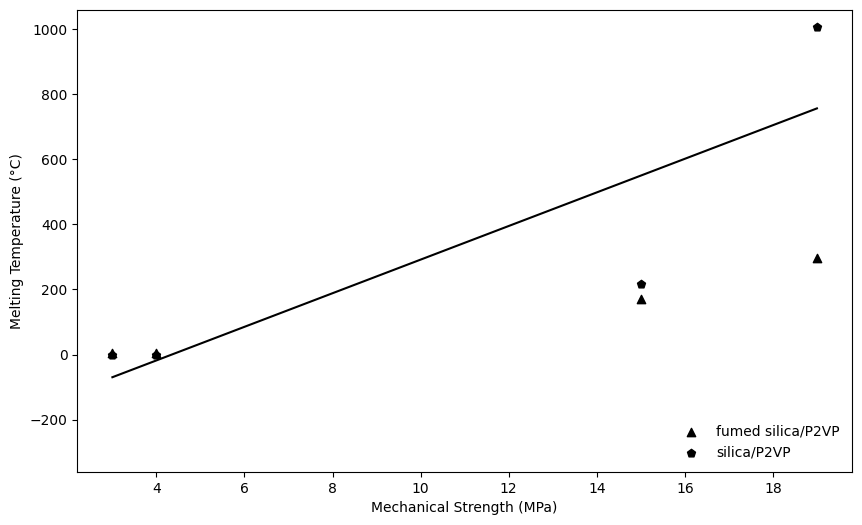 1000
800
600
400
200
0
−200
Melting Temperature (°C)
4 6 8 10 12 14 16 18
Mechanical Strength (MPa)
fumed silica/P2VP
silica/P2VP